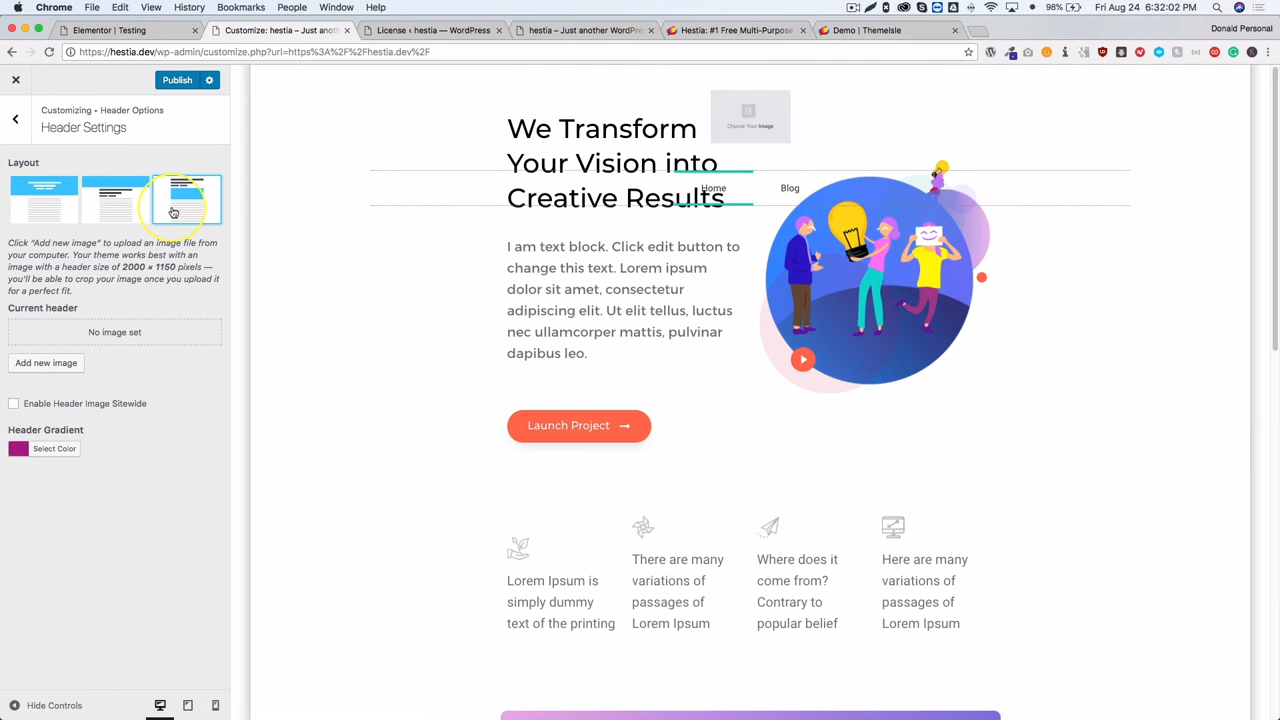 Chrome File Edit View History Bookmarks People Window Help
98% Fri Aug 24 6:32:02 PM
Elementor | Testing
Customize: hestia – Just anoth
License ‹ hestia — WordPress
hestia – Just another WordPre
Hestia: #1 Free Multi-Purpose
Demo | ThemeIsle
Donald Personal
https://hestia.dev/wp-admin/customize.php?url=https%3A%2F%2Fhestia.dev%2F
Publish
Customizing ‣ Header Options
Header Settings
Layout
Click “Add new image” to upload an image file from
your computer. Your theme works best with an
image with a header size of 2000 × 1150 pixels —
you'll be able to crop your image once you upload it
for a perfect fit.
Current header
No image set
Add new image
Enable Header Image Sitewide
Header Gradient
Select Color
Hide Controls
Choose Your Image
We Transform
Your Vision into
Creative Results
Home Blog
I am text block. Click edit button to
change this text. Lorem ipsum
dolor sit amet, consectetur
adipiscing elit. Ut elit tellus, luctus
nec ullamcorper mattis, pulvinar
dapibus leo.
Launch Project
Lorem Ipsum is
simply dummy
text of the printing
There are many
variations of
passages of
Lorem Ipsum
Where does it
come from?
Contrary to
popular belief
Here are many
variations of
passages of
Lorem Ipsum